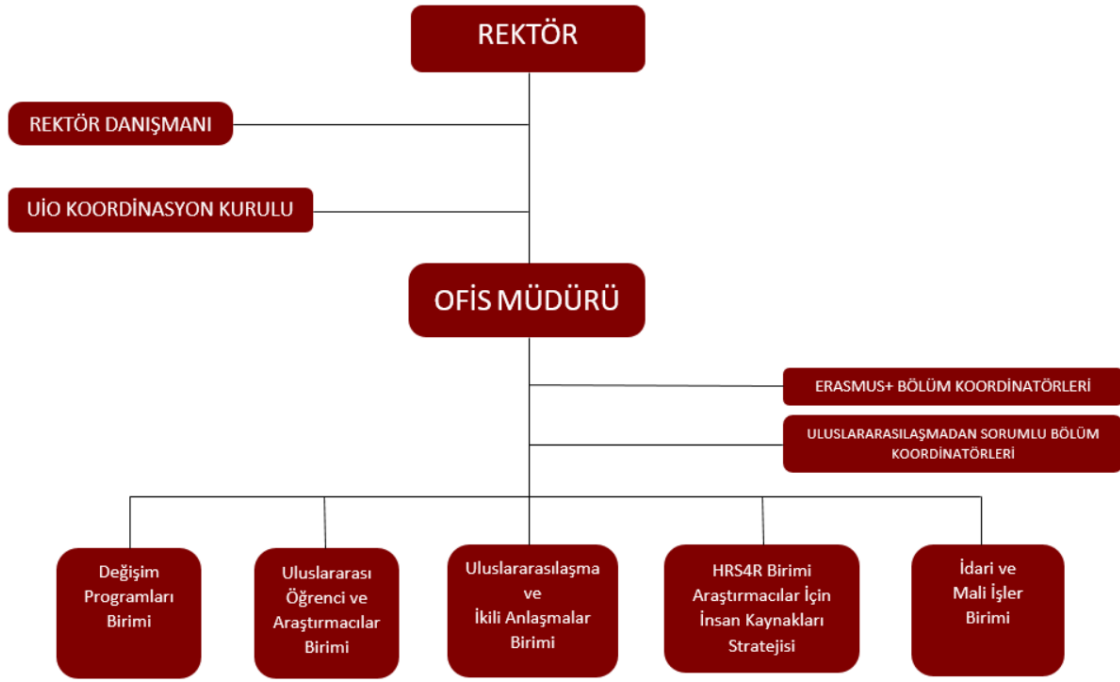 REKTÖR
REKTÖR DANIŞMANI
UİO KOORDİNASYON KURULU
OFİS MÜDÜRÜ
ERASMUS+ BÖLÜM KOORDİNATÖRLERİ
ULUSLARARASILAŞMADAN SORUMLU BÖLÜM
KOORDİNATÖRLERİ
Değişim
Programları
Birimi
Uluslararası
Öğrenci ve
Araştırmacılar
Birimi
Uluslararasılaşma
ve
İkili Anlaşmalar
Birimi
HRS4R Birimi
Araştırmacılar İçin
İnsan Kaynakları
Stratejisi
İdari ve
Mali İşler
Birimi